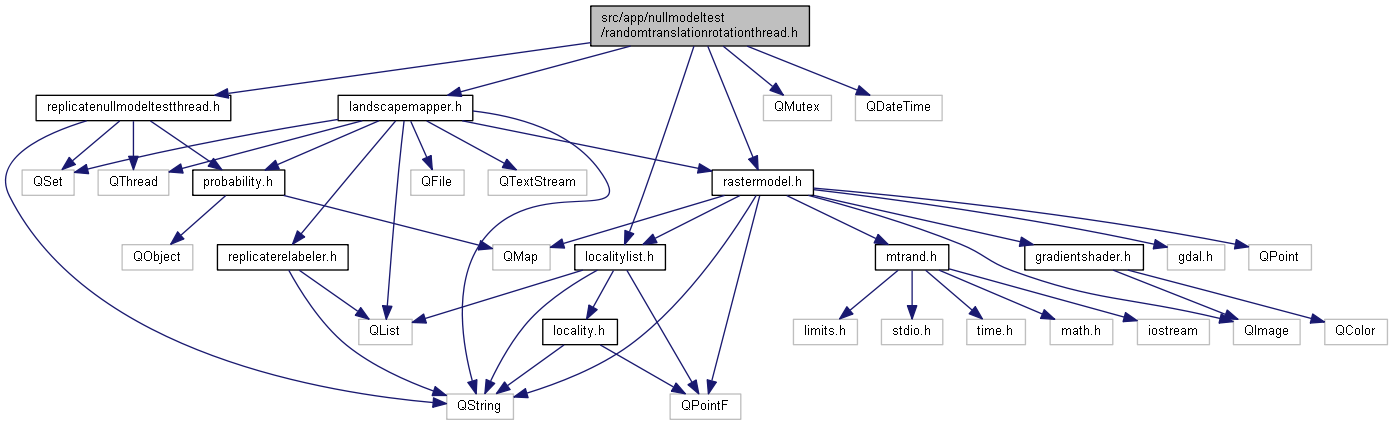 src/app/nullmodeltest
/randomtranslationrotationthread.h
replicatenullmodeltestthread.h
landscapemapper.h
QMutex
QDateTime
QSet
QThread
probability.h
QFile
QTextStream
rastermodel.h
QObject
replicaterelabeler.h
QMap
localitylist.h
mtrand.h
gradientshader.h
gdal.h
QPoint
QList
locality.h
limits.h
stdio.h
time.h
math.h
iostream
QImage
QColor
QString
QPointF